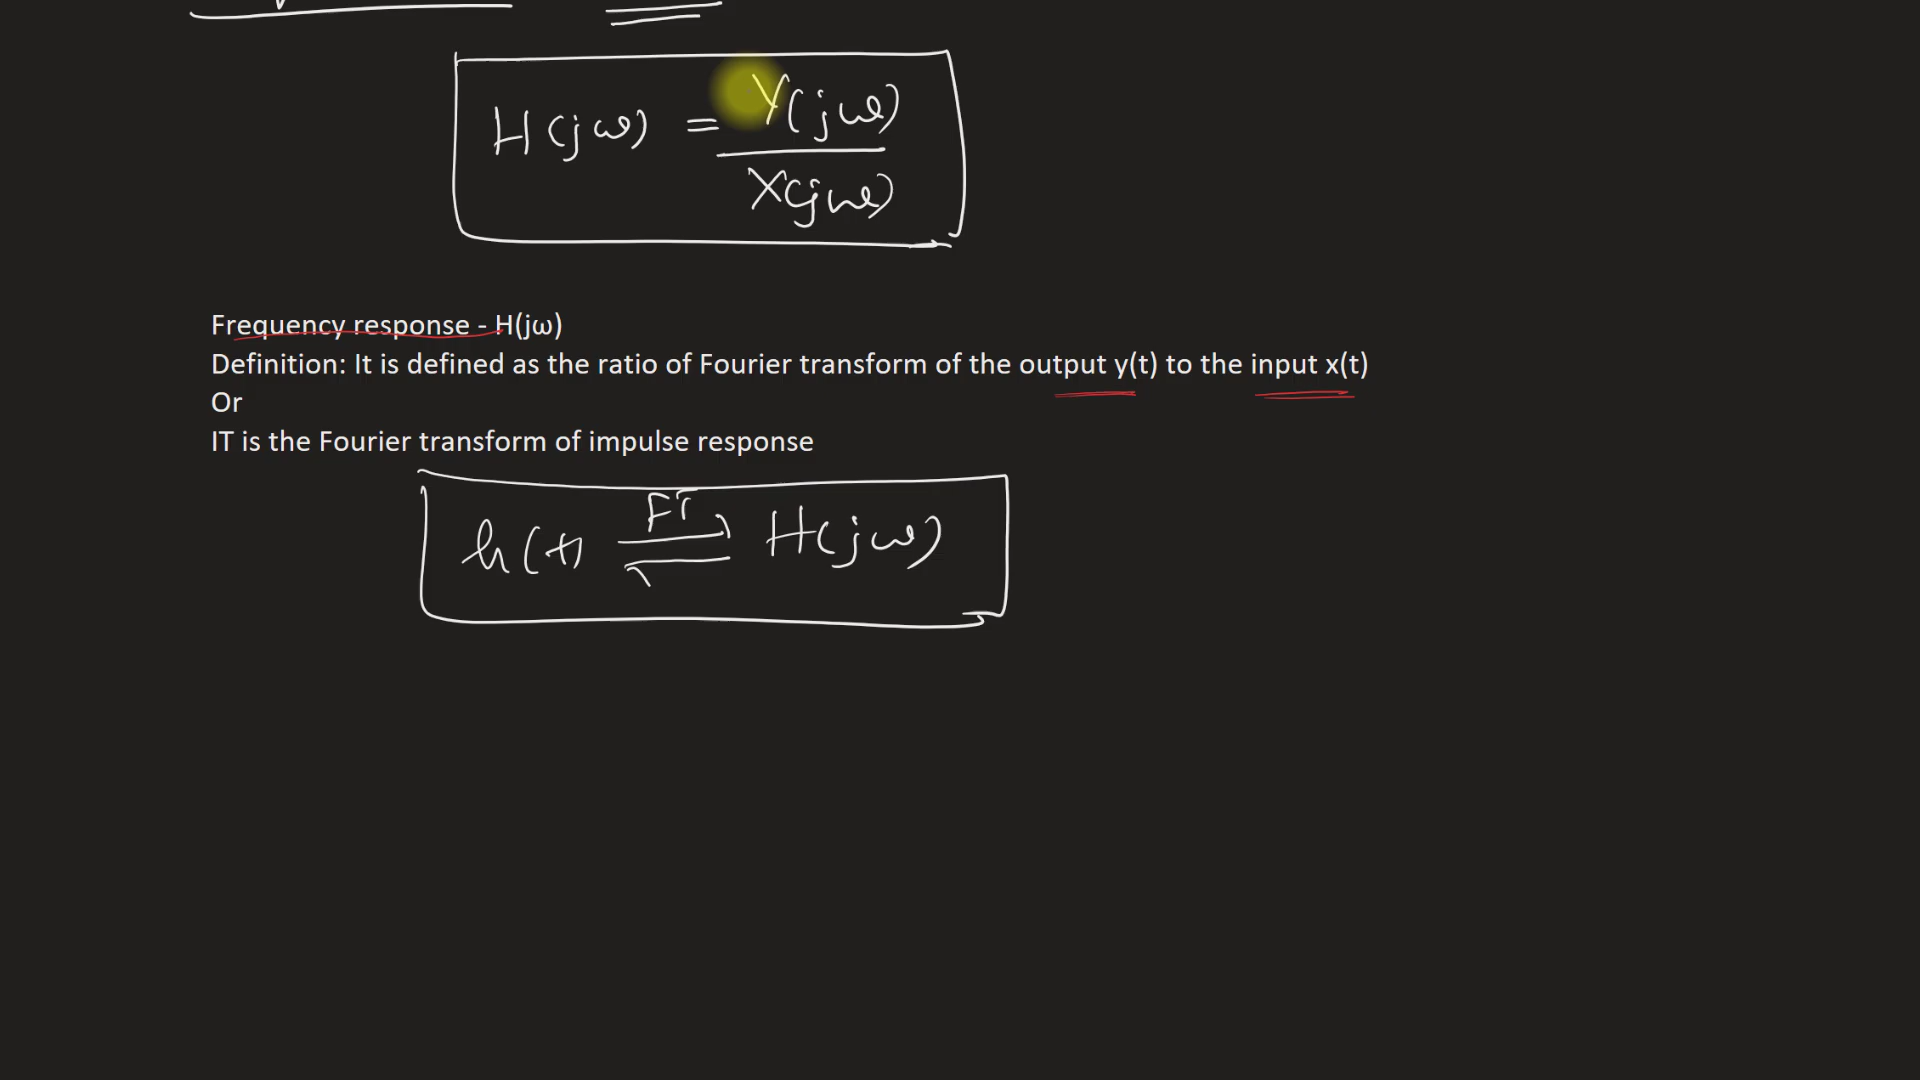 H(jω) = Y(jω)
X(jω)
Frequency response - H(jω)
Definition: It is defined as the ratio of Fourier transform of the output y(t) to the input x(t)
Or
IT is the Fourier transform of impulse response
FT
h(t) ⇌ H(jω)